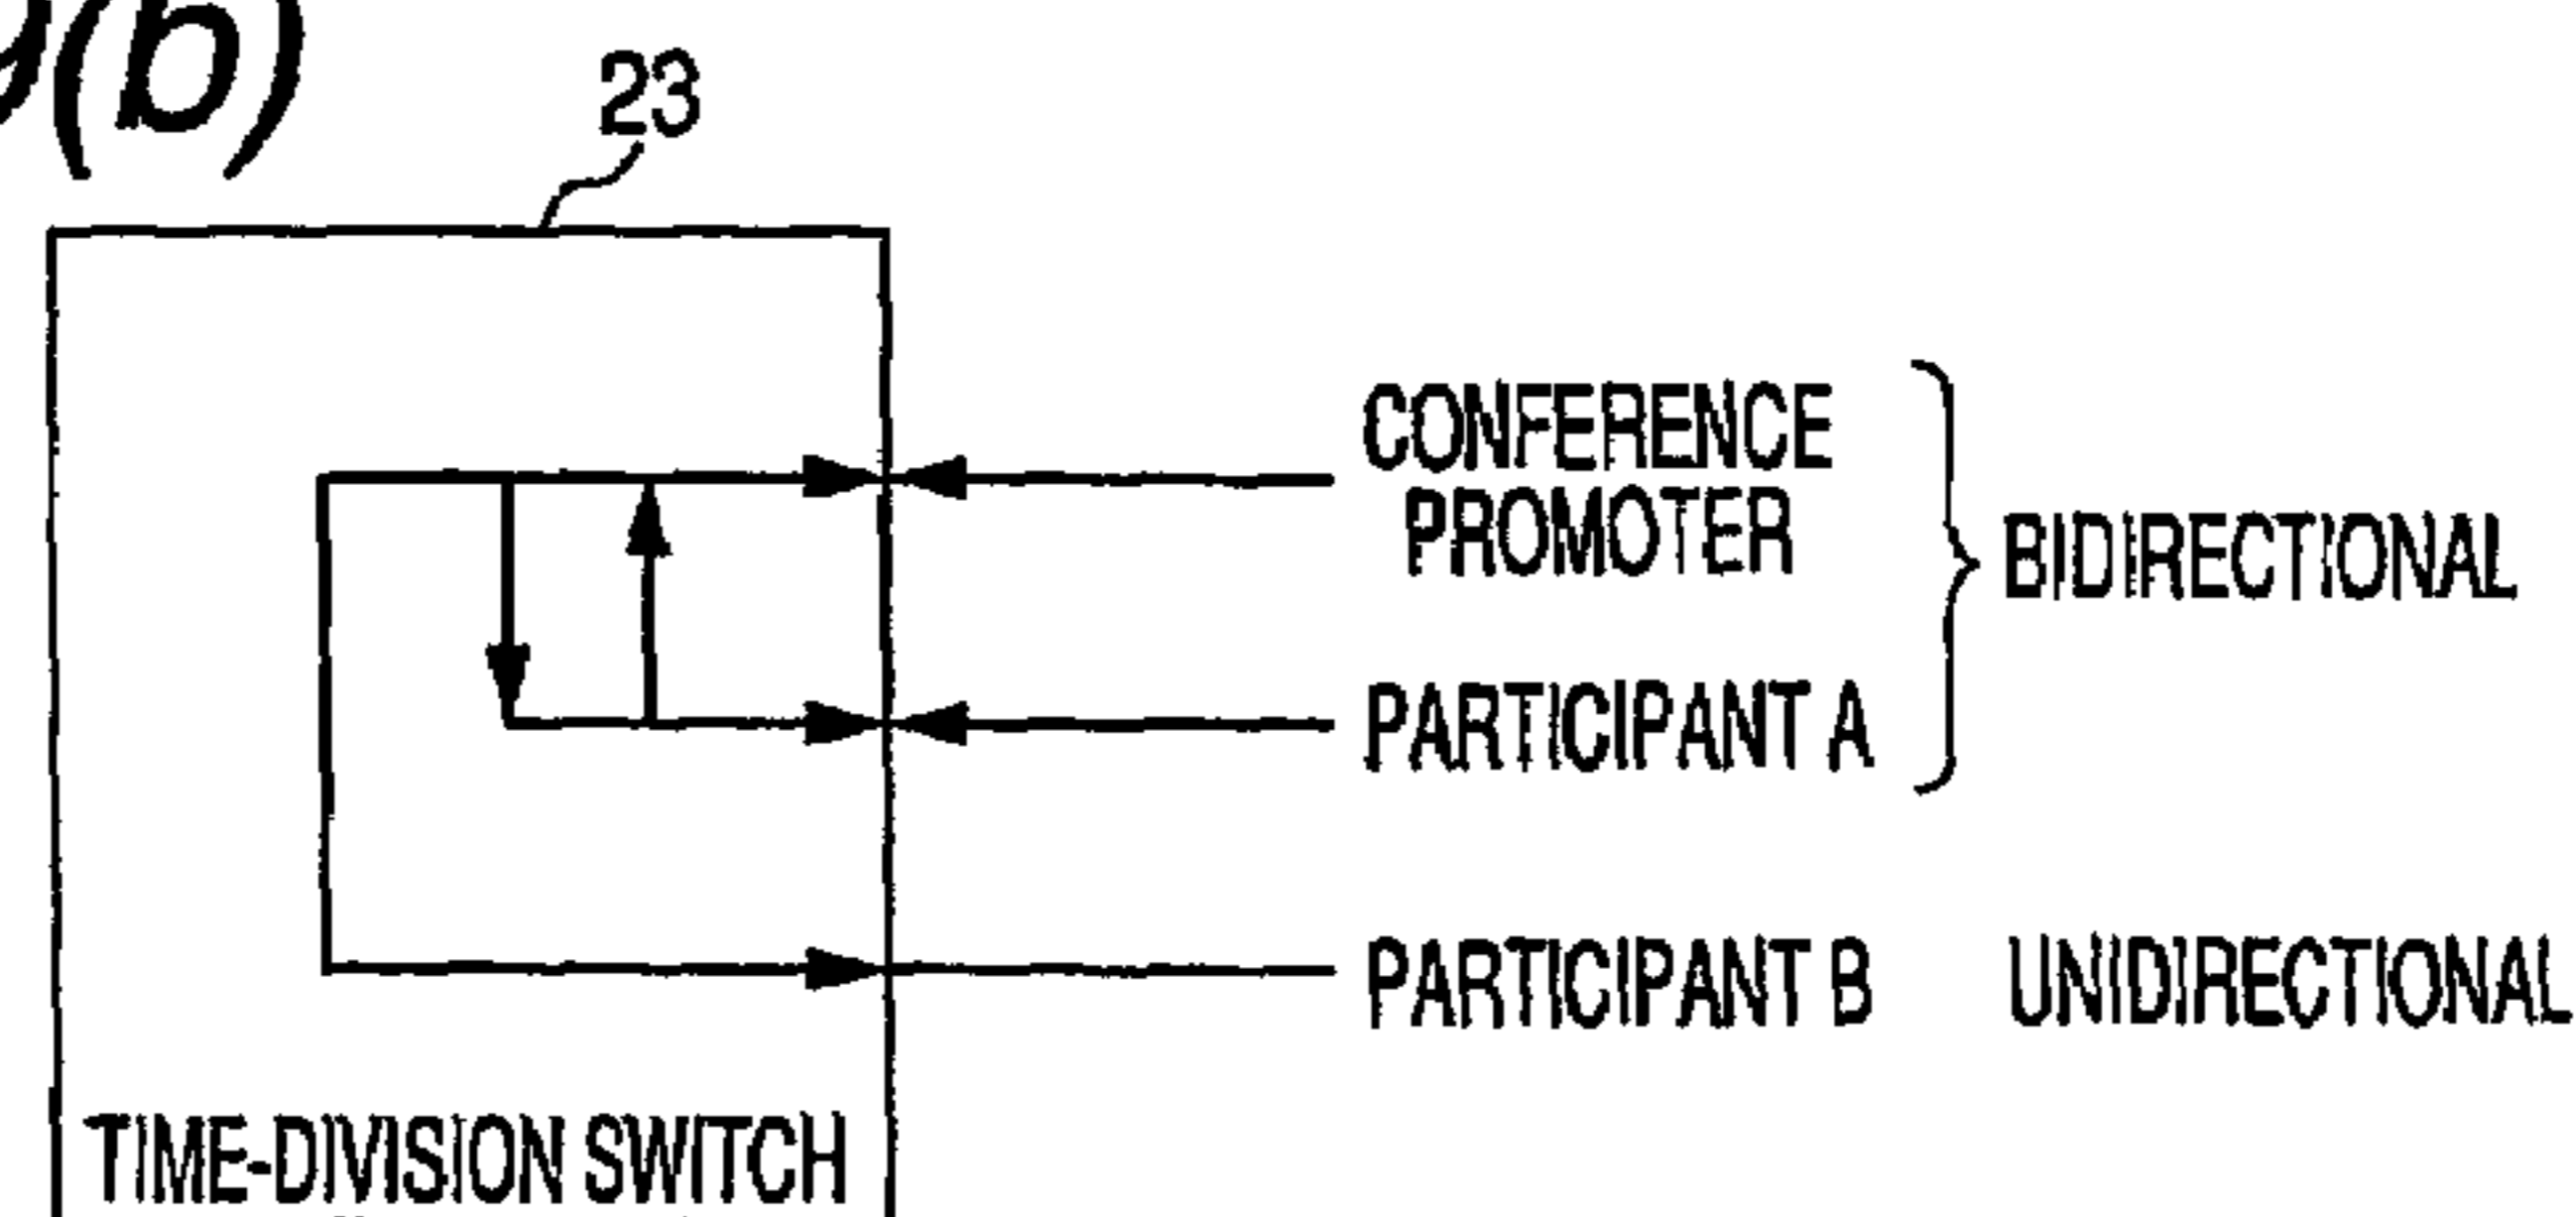 (b)
23
CONFERENCE
PROMOTER
BIDIRECTIONAL
PARTICIPANT A
PARTICIPANT B UNIDIRECTIONAL
TIME-DIVISION SWITCH